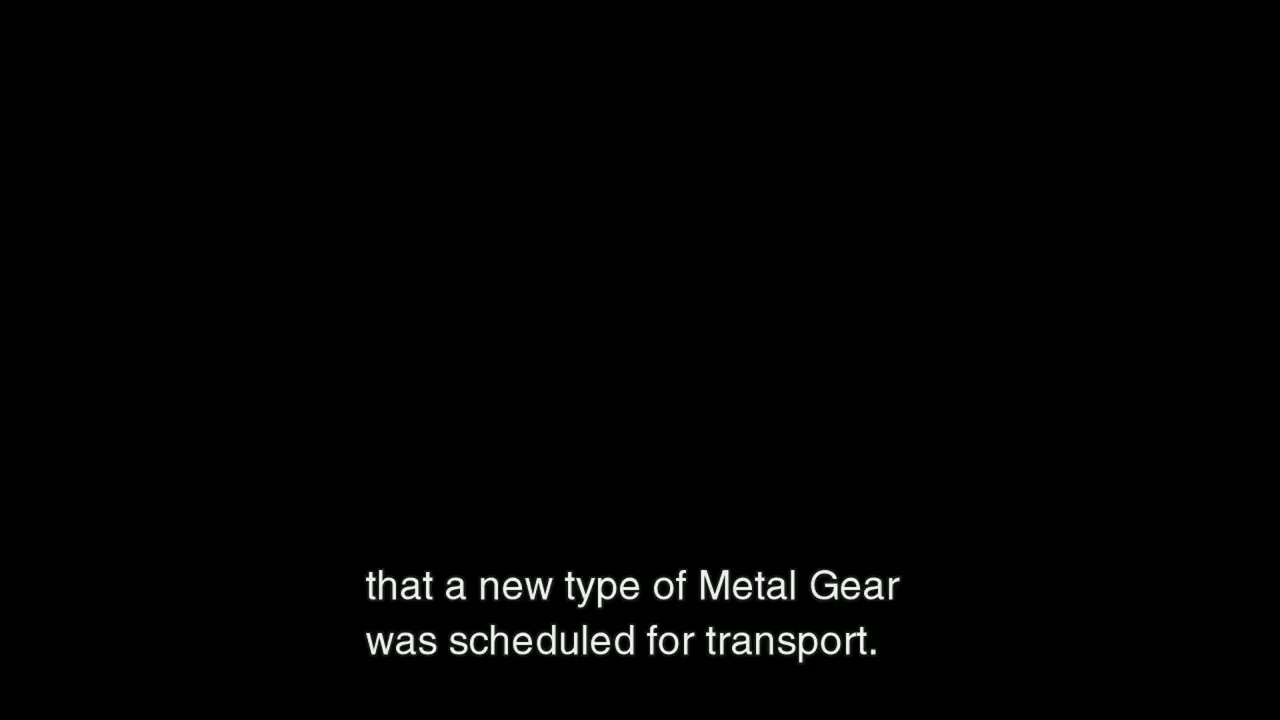 that a new type of Metal Gear
was scheduled for transport.